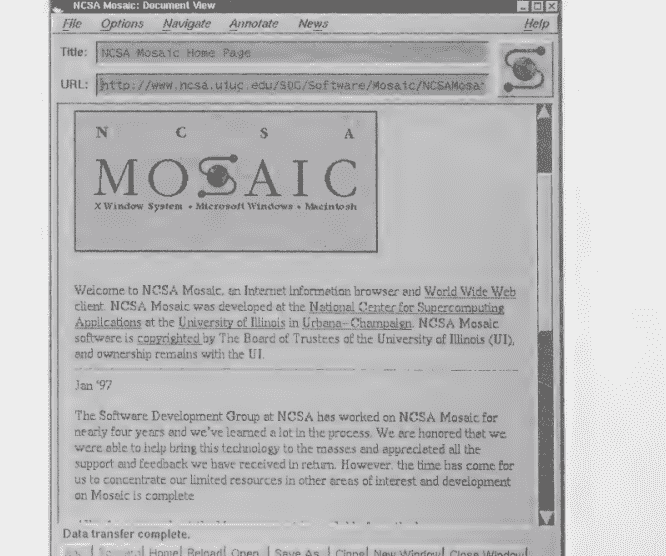 NCSA Mosaic: Document View
File Options Navigate Annotate News Help
Title: NCSA Mosaic Home Page
URL: http://www.ncsa.uiuc.edu/SDG/Software/Mosaic/NCSAMosa
N C S A
MOSAIC
X Window System • Microsoft Windows • Macintosh
Welcome to NCSA Mosaic, an Internet information browser and World Wide Web
client. NCSA Mosaic was developed at the National Center for Supercomputing
Applications at the University of Illinois in Urbana-Champaign. NCSA Mosaic
software is copyrighted by The Board of Trustees of the University of Illinois (UI),
and ownership remains with the UI.
Jan '97
The Software Development Group at NCSA has worked on NCSA Mosaic for
nearly four years and we've learned a lot in the process. We are honored that we
were able to help bring this technology to the masses and appreciated all the
support and feedback we have received in return. However, the time has come for
us to concentrate our limited resources in other areas of interest and development
on Mosaic is complete
Data transfer complete.
Home Reload Open Save As Clone New Window Close Window